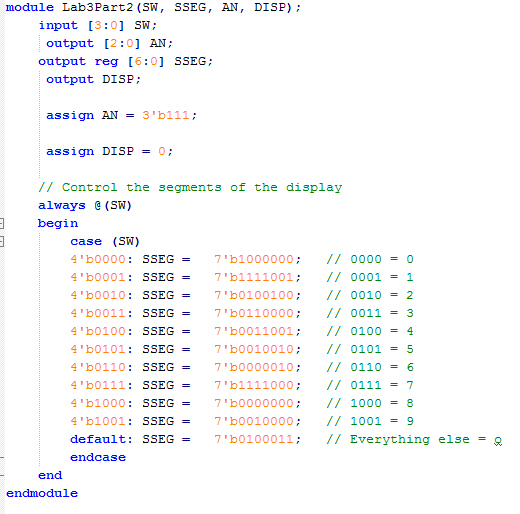 module Lab3Part2(SW, SSEG, AN, DISP);
input [3:0] SW;
output [2:0] AN;
output reg [6:0] SSEG;
output DISP;
assign AN = 3'b111;
assign DISP = 0;
// Control the segments of the display
always @(SW)
begin
case (SW)
4'b0000: SSEG = 7'b1000000; // 0000 = 0
4'b0001: SSEG = 7'b1111001; // 0001 = 1
4'b0010: SSEG = 7'b0100100; // 0010 = 2
4'b0011: SSEG = 7'b0110000; // 0011 = 3
4'b0100: SSEG = 7'b0011001; // 0100 = 4
4'b0101: SSEG = 7'b0010010; // 0101 = 5
4'b0110: SSEG = 7'b0000010; // 0110 = 6
4'b0111: SSEG = 7'b1111000; // 0111 = 7
4'b1000: SSEG = 7'b0000000; // 1000 = 8
4'b1001: SSEG = 7'b0010000; // 1001 = 9
default: SSEG = 7'b0100011; // Everything else = o
endcase
end
endmodule